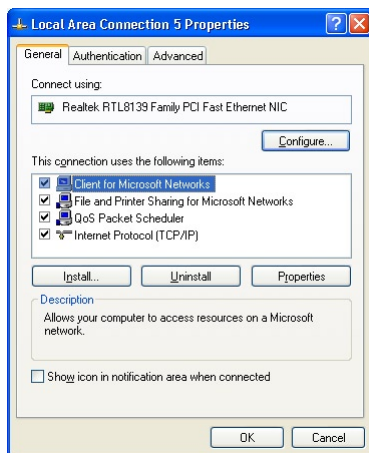 Local Area Connection 5 Properties
General Authentication Advanced
Connect using:
Realtek RTL8139 Family PCI Fast Ethernet NIC
Configure...
This connection uses the following items:
Client for Microsoft Networks
File and Printer Sharing for Microsoft Networks
QoS Packet Scheduler
Internet Protocol (TCP/IP)
Install... Uninstall Properties
Description
Allows your computer to access resources on a Microsoft
network.
Show icon in notification area when connected
OK Cancel